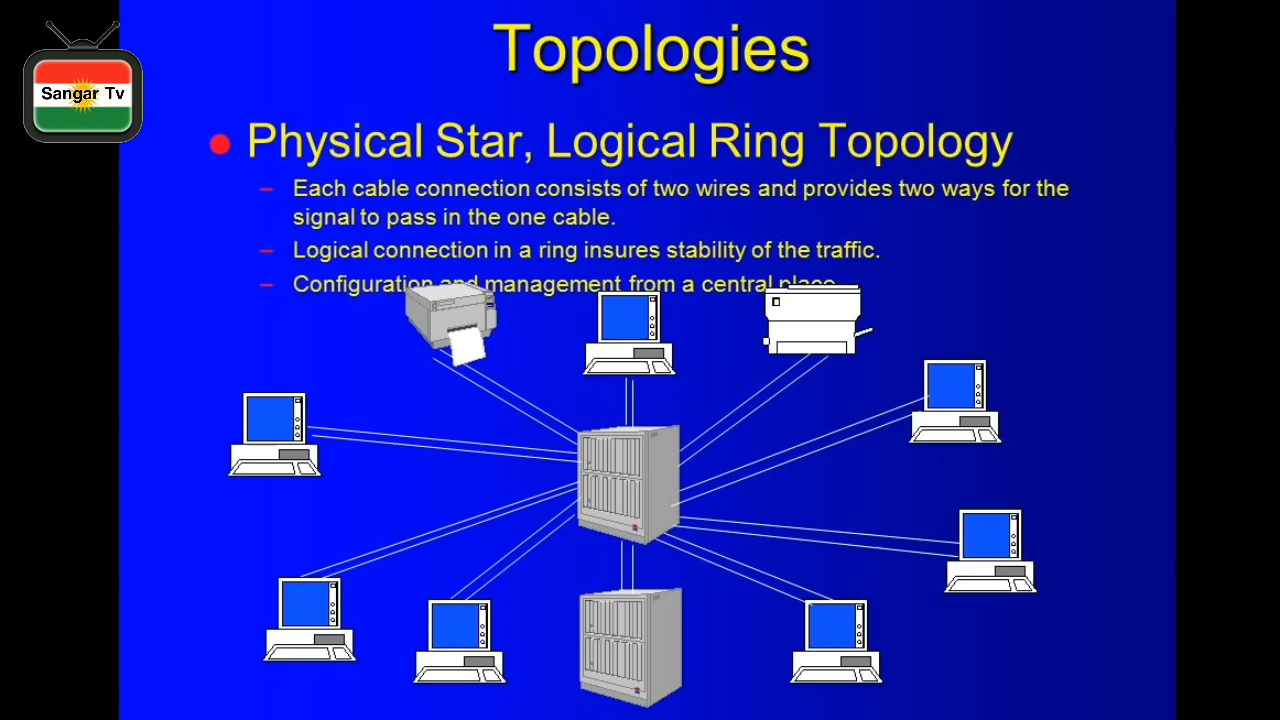 Sangar Tv
Topologies
Physical Star, Logical Ring Topology
– Each cable connection consists of two wires and provides two ways for the
signal to pass in the one cable.
– Logical connection in a ring insures stability of the traffic.
– Configuration and management from a central place.